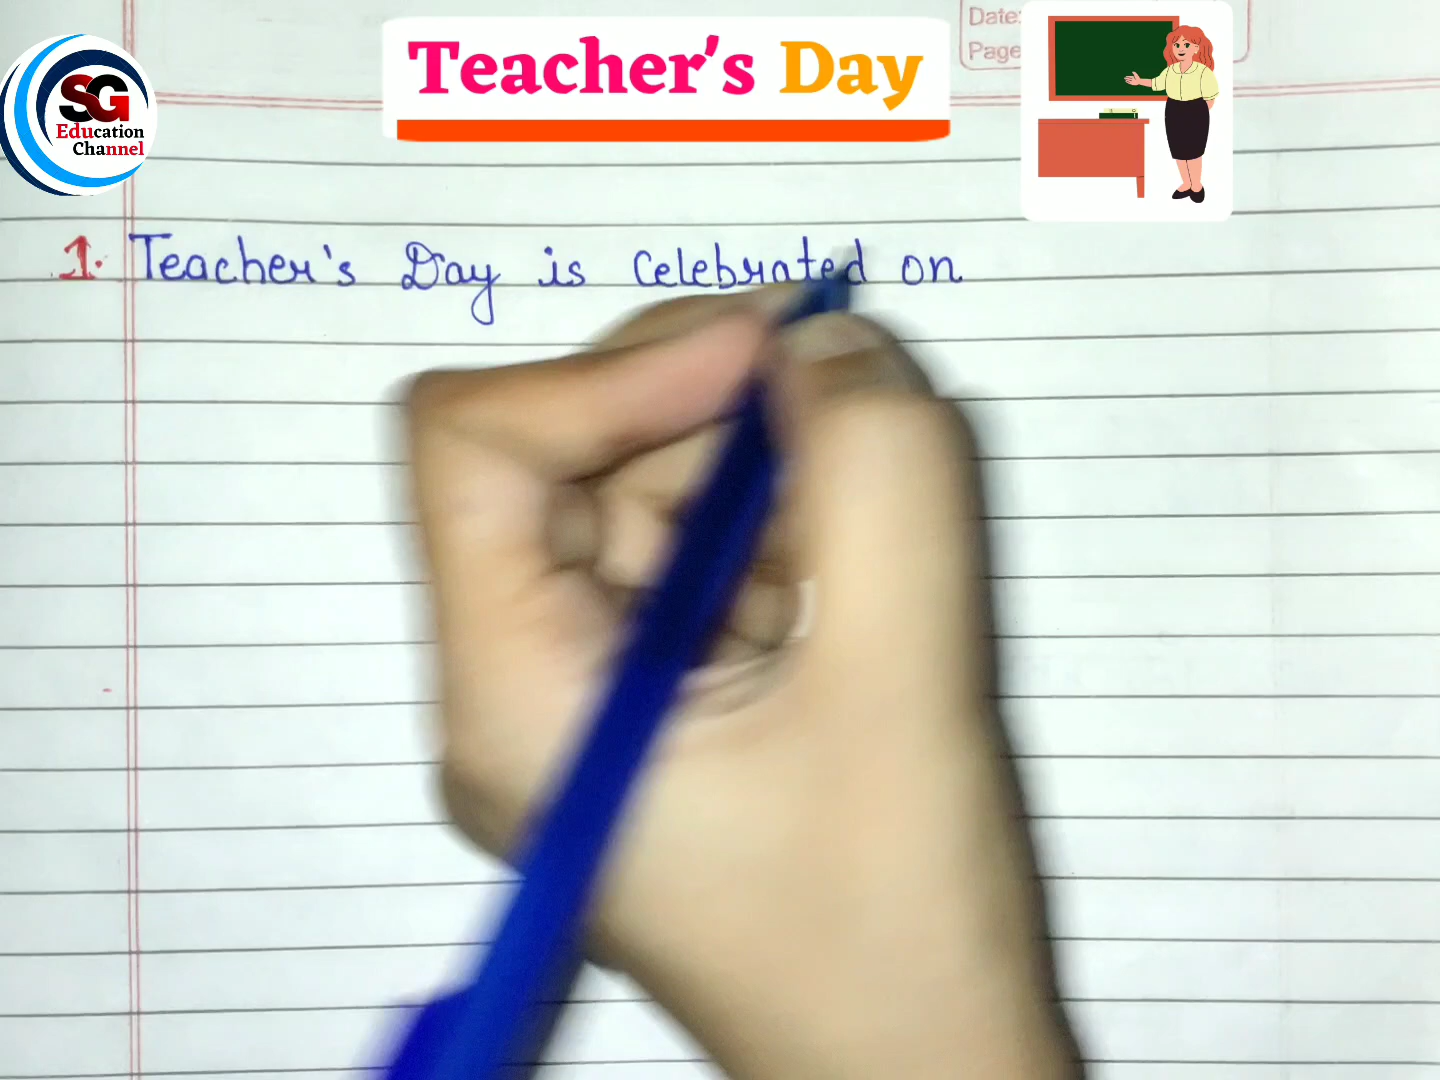 Date:
Page
Teacher's Day
SG
Education
Channel
1. Teacher's Day is Celebrated on